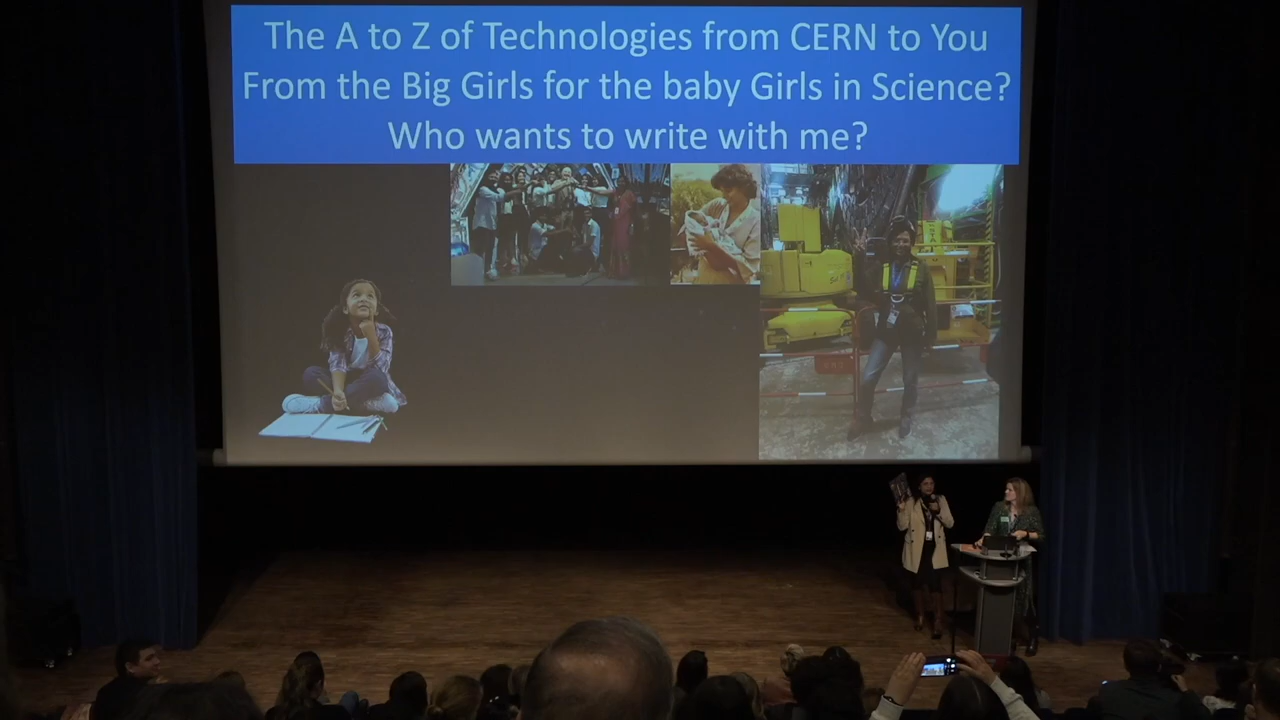 The A to Z of Technologies from CERN to You
From the Big Girls for the baby Girls in Science?
Who wants to write with me?